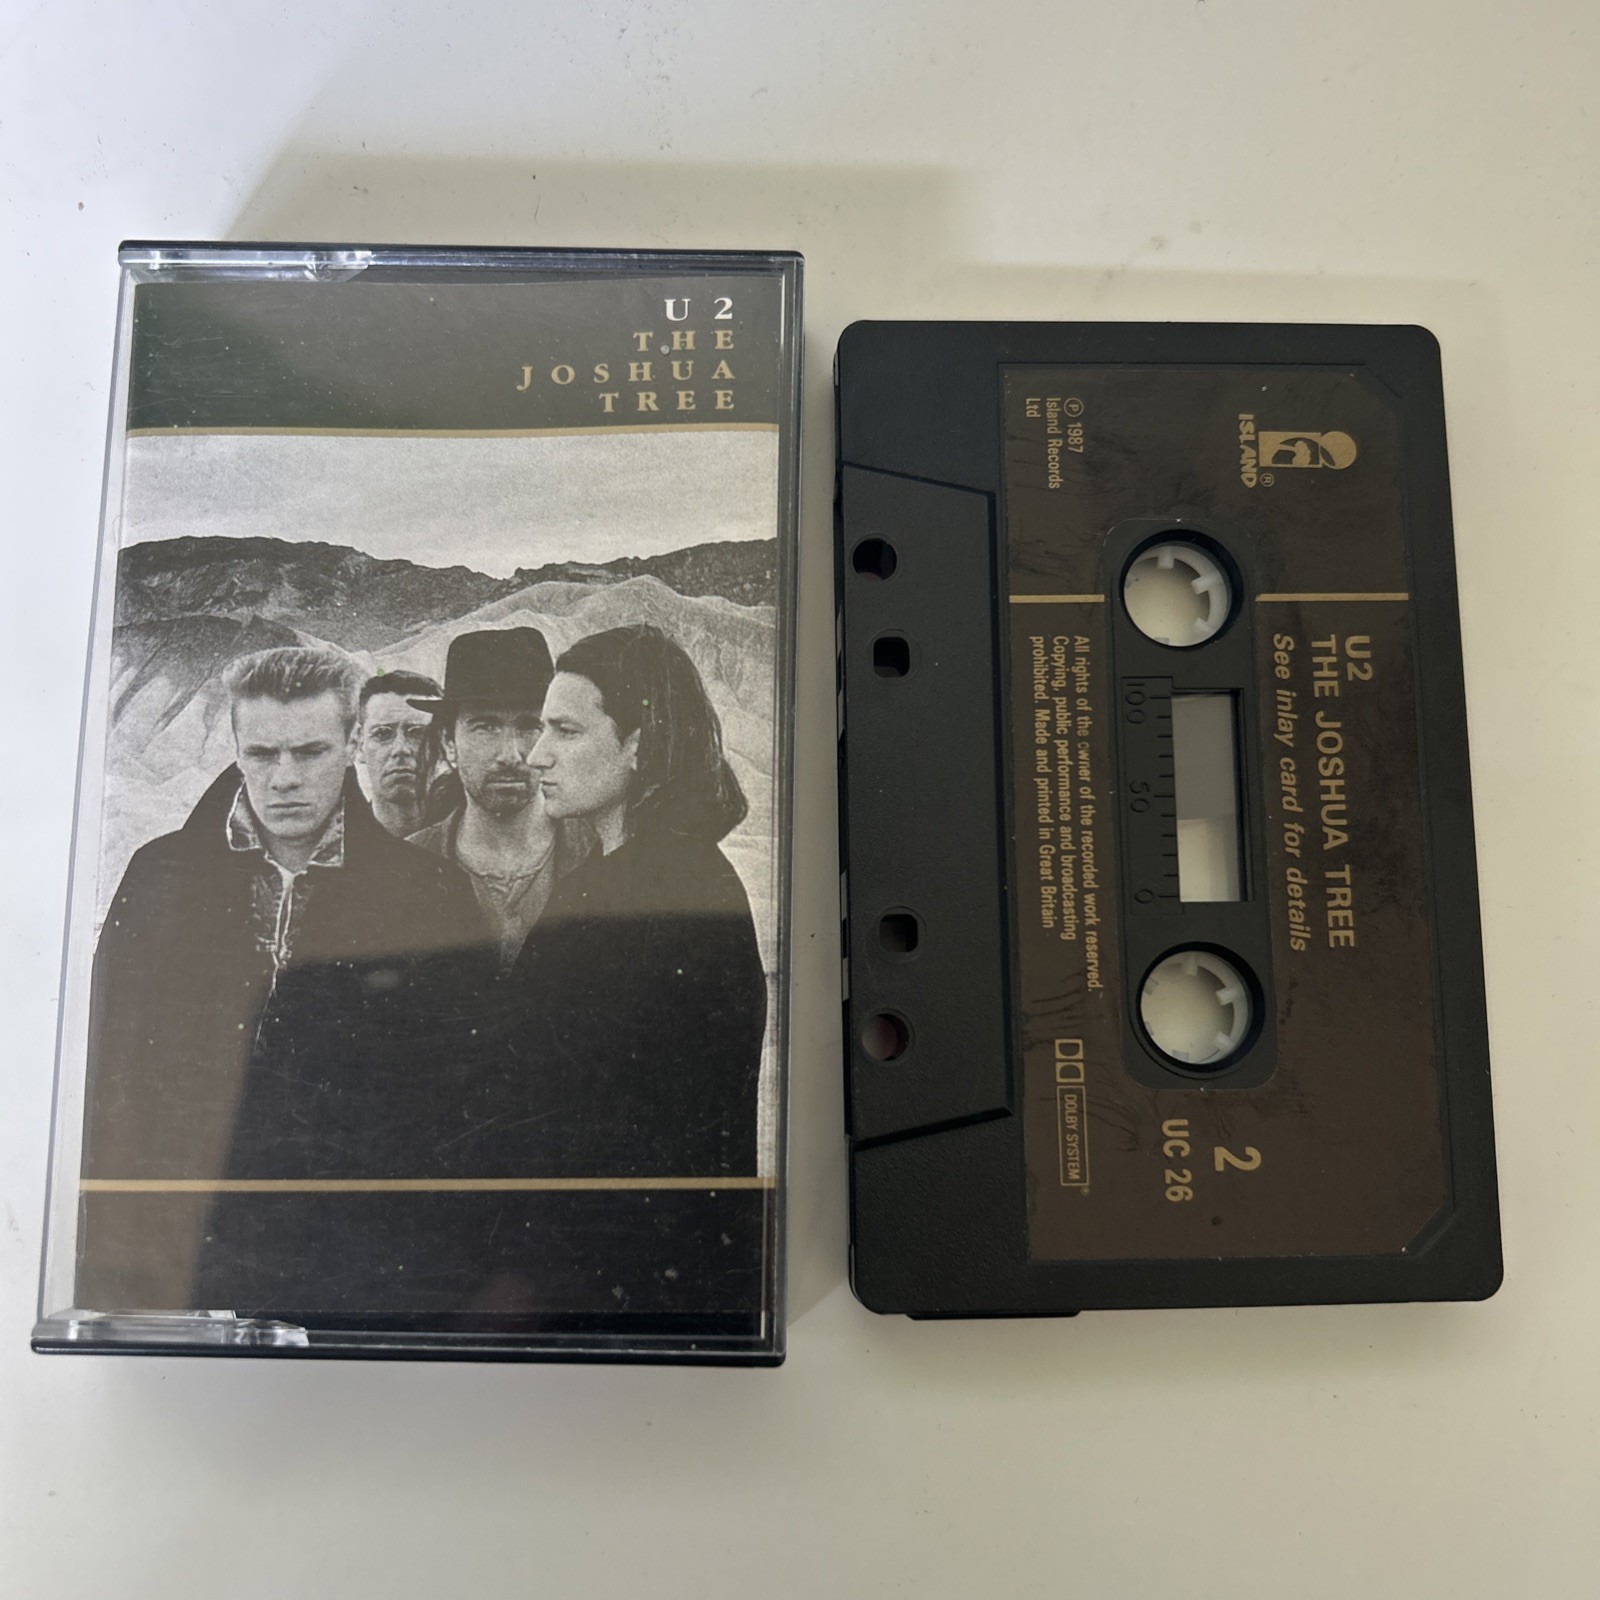 U2
THE
JOSHUA
TREE
ISLAND ®
℗ 1987
Island Records
Ltd
U2
THE JOSHUA TREE
See inlay card for details
100 50 0
All rights of the owner of the recorded work reserved.
Copying, public performance and broadcasting
prohibited. Made and printed in Great Britain
2
UC 26
DOLBY SYSTEM